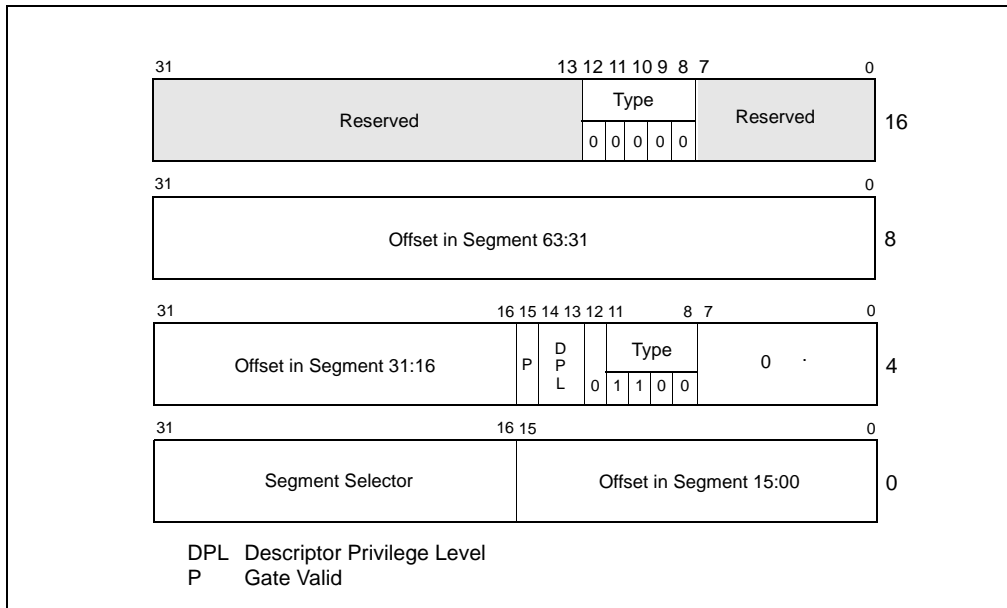 31 13 12 11 10 9 8 7 0
Type
Reserved Reserved 16
0 0 0 0 0
31 0
Offset in Segment 63:31 8
31 16 15 14 13 12 11 8 7 0
Offset in Segment 31:16 P DPL Type 0 . 4
0 1 1 0 0
31 16 15 0
Segment Selector Offset in Segment 15:00 0
DPL Descriptor Privilege Level
P Gate Valid